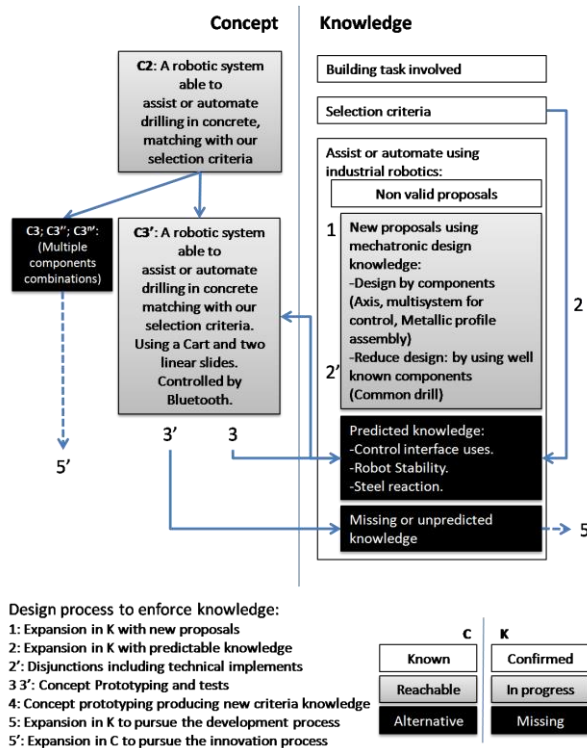 Concept
Knowledge
C2: A robotic system
able to
assist or automate
drilling in concrete,
matching with our
selection criteria
Building task involved
Selection criteria
Assist or automate using
industrial robotics:
Non valid proposals
C3; C3''; C3ⁿ':
(Multiple
components
combinations)
C3': A robotic system
able to
assist or automate
drilling in concrete
matching with our
selection criteria.
Using a Cart and two
linear slides.
Controlled by
Bluetooth.
1
New proposals using
mechatronic design
knowledge:
-Design by components
(Axis, multisystem for
control, Metallic profile
assembly)
-Reduce design: by using well
known components
(Common drill)
2'
2
3'
3
5'
Predicted knowledge:
-Control interface uses.
-Robot Stability.
-Steel reaction.
Missing or unpredicted
knowledge
5
Design process to enforce knowledge:
1: Expansion in K with new proposals
2: Expansion in K with predictable knowledge
2': Disjunctions including technical implements
3 3': Concept Prototyping and tests
4: Concept prototyping producing new criteria knowledge
5: Expansion in K to pursue the development process
5': Expansion in C to pursue the innovation process
C
K
Known
Confirmed
Reachable
In progress
Alternative
Missing